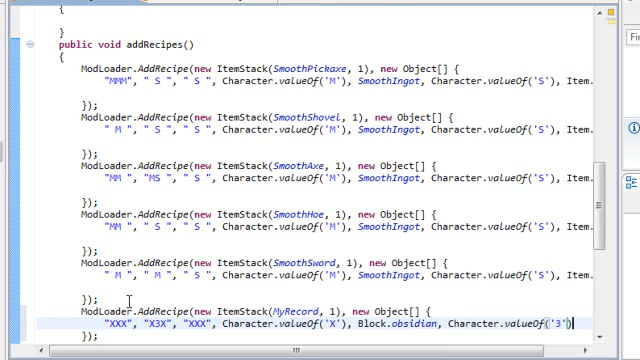 {
}
public void addRecipes()
{
ModLoader.AddRecipe(new ItemStack(SmoothPickaxe, 1), new Object[] {
"MMM", " S ", " S ", Character.valueOf('M'), SmoothIngot, Character.valueOf('S'), Item.
});
ModLoader.AddRecipe(new ItemStack(SmoothShovel, 1), new Object[] {
" M ", " S ", " S ", Character.valueOf('M'), SmoothIngot, Character.valueOf('S'), Item.
});
ModLoader.AddRecipe(new ItemStack(SmoothAxe, 1), new Object[] {
"MM ", "MS ", " S ", Character.valueOf('M'), SmoothIngot, Character.valueOf('S'), Item.
});
ModLoader.AddRecipe(new ItemStack(SmoothHoe, 1), new Object[] {
"MM ", " S ", " S ", Character.valueOf('M'), SmoothIngot, Character.valueOf('S'), Item.
});
ModLoader.AddRecipe(new ItemStack(SmoothSword, 1), new Object[] {
" M ", " M ", " S ", Character.valueOf('M'), SmoothIngot, Character.valueOf('S'), Item.
});
ModLoader.AddRecipe(new ItemStack(MyRecord, 1), new Object[] {
"XXX", "X3X", "XXX", Character.valueOf('X'), Block.obsidian, Character.valueOf('3')
});